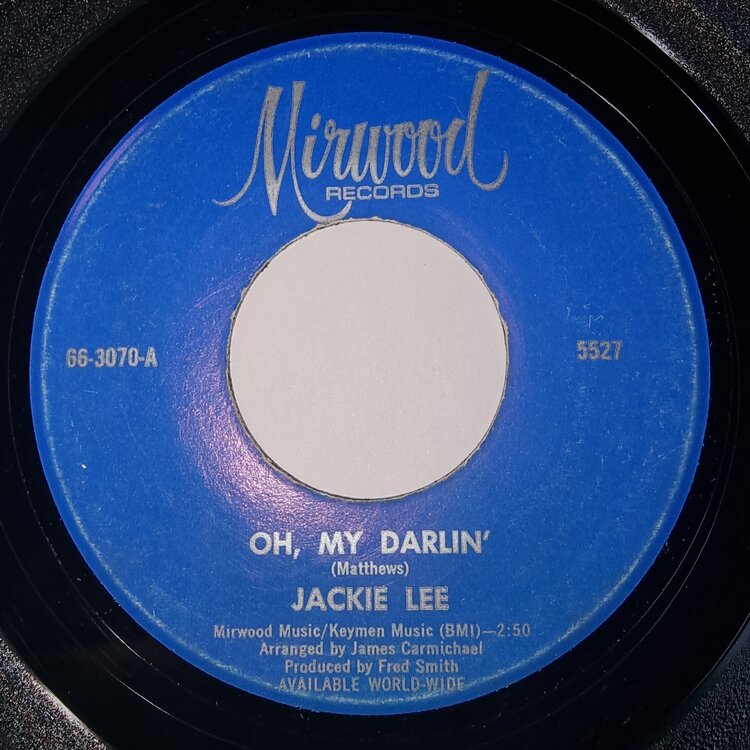 Mirwood
RECORDS
66-3070-A
5527
OH, MY DARLIN'
(Matthews)
JACKIE LEE
Mirwood Music/Keymen Music (BMI)—2:50
Arranged by James Carmichael
Produced by Fred Smith
AVAILABLE WORLD-WIDE